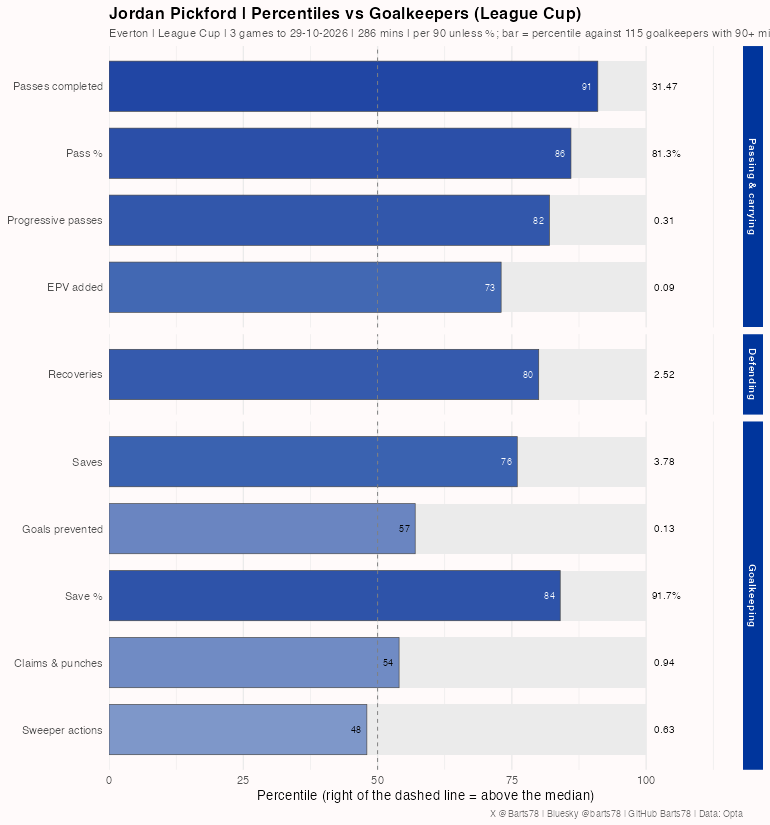 Jordan Pickford | Percentiles vs Goalkeepers (League Cup)
Everton | League Cup | 3 games to 29-10-2026 | 286 mins | per 90 unless %; bar = percentile against 115 goalkeepers with 90+ mi
Passes completed 91 31.47
Pass % 86 81.3%
Progressive passes 82 0.31
EPV added 73 0.09
Passing & carrying
Recoveries 80 2.52
Defending
Saves 76 3.78
Goals prevented 57 0.13
Save % 84 91.7%
Claims & punches 54 0.94
Sweeper actions 48 0.63
Goalkeeping
0 25 50 75 100
Percentile (right of the dashed line = above the median)
X @Barts78 | Bluesky @barts78 | GitHub Barts78 | Data: Opta